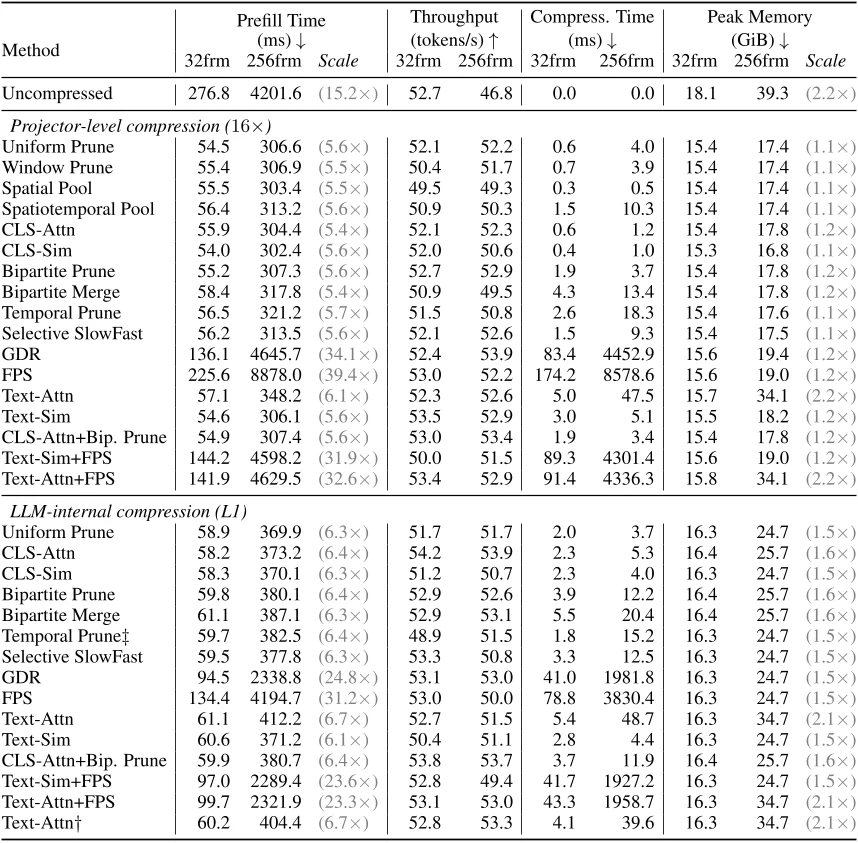 Method Prefill Time (ms) ↓ Throughput (tokens/s) ↑ Compress. Time (ms) ↓ Peak Memory (GiB) ↓
32frm 256frm Scale 32frm 256frm 32frm 256frm 32frm 256frm Scale
Uncompressed 276.8 4201.6 (15.2×) 52.7 46.8 0.0 0.0 18.1 39.3 (2.2×)
Projector-level compression (16×)
Uniform Prune 54.5 306.6 (5.6×) 52.1 52.2 0.6 4.0 15.4 17.4 (1.1×)
Window Prune 55.4 306.9 (5.5×) 50.4 51.7 0.7 3.9 15.4 17.4 (1.1×)
Spatial Pool 55.5 303.4 (5.5×) 49.5 49.3 0.3 0.5 15.4 17.4 (1.1×)
Spatiotemporal Pool 56.4 313.2 (5.6×) 50.9 50.3 1.5 10.3 15.4 17.4 (1.1×)
CLS-Attn 55.9 304.4 (5.4×) 52.1 52.3 0.6 1.2 15.4 17.8 (1.2×)
CLS-Sim 54.0 302.4 (5.6×) 52.0 50.6 0.4 1.0 15.3 16.8 (1.1×)
Bipartite Prune 55.2 307.3 (5.6×) 52.7 52.9 1.9 3.7 15.4 17.8 (1.2×)
Bipartite Merge 58.4 317.8 (5.4×) 50.9 49.5 4.3 13.4 15.4 17.8 (1.2×)
Temporal Prune 56.5 321.2 (5.7×) 51.5 50.8 2.6 18.3 15.4 17.6 (1.1×)
Selective SlowFast 56.2 313.5 (5.6×) 52.1 52.6 1.5 9.3 15.4 17.5 (1.1×)
GDR 136.1 4645.7 (34.1×) 52.4 53.9 83.4 4452.9 15.6 19.4 (1.2×)
FPS 225.6 8878.0 (39.4×) 53.0 52.2 174.2 8578.6 15.6 19.0 (1.2×)
Text-Attn 57.1 348.2 (6.1×) 52.3 52.6 5.0 47.5 15.7 34.1 (2.2×)
Text-Sim 54.6 306.1 (5.6×) 53.5 52.9 3.0 5.1 15.5 18.2 (1.2×)
CLS-Attn+Bip. Prune 54.9 307.4 (5.6×) 53.0 53.4 1.9 3.4 15.4 17.8 (1.2×)
Text-Sim+FPS 144.2 4598.2 (31.9×) 50.0 51.5 89.3 4301.4 15.6 19.0 (1.2×)
Text-Attn+FPS 141.9 4629.5 (32.6×) 53.4 52.9 91.4 4336.3 15.8 34.1 (2.2×)
LLM-internal compression (L1)
Uniform Prune 58.9 369.9 (6.3×) 51.7 51.7 2.0 3.7 16.3 24.7 (1.5×)
CLS-Attn 58.2 373.2 (6.4×) 54.2 53.9 2.3 5.3 16.4 25.7 (1.6×)
CLS-Sim 58.3 370.1 (6.3×) 51.2 50.7 2.3 4.0 16.3 24.7 (1.5×)
Bipartite Prune 59.8 380.1 (6.4×) 52.9 52.6 3.9 12.2 16.4 25.7 (1.6×)
Bipartite Merge 61.1 387.1 (6.3×) 52.9 53.1 5.5 20.4 16.4 25.7 (1.6×)
Temporal Prune‡ 59.7 382.5 (6.4×) 48.9 51.5 1.8 15.2 16.3 24.7 (1.5×)
Selective SlowFast 59.5 377.8 (6.3×) 53.3 50.8 3.3 12.5 16.3 24.7 (1.5×)
GDR 94.5 2338.8 (24.8×) 53.1 53.0 41.0 1981.8 16.3 24.7 (1.5×)
FPS 134.4 4194.7 (31.2×) 53.0 50.0 78.8 3830.4 16.3 24.7 (1.5×)
Text-Attn 61.1 412.2 (6.7×) 52.7 51.5 5.4 48.7 16.3 34.7 (2.1×)
Text-Sim 60.6 371.2 (6.1×) 50.4 51.1 2.8 4.4 16.3 24.7 (1.5×)
CLS-Attn+Bip. Prune 59.9 380.7 (6.4×) 53.8 53.7 3.7 11.9 16.4 25.7 (1.6×)
Text-Sim+FPS 97.0 2289.4 (23.6×) 52.8 49.4 41.7 1927.2 16.3 24.7 (1.5×)
Text-Attn+FPS 99.7 2321.9 (23.3×) 53.1 53.0 43.3 1958.7 16.3 34.7 (2.1×)
Text-Attn† 60.2 404.4 (6.7×) 52.8 53.3 4.1 39.6 16.3 34.7 (2.1×)